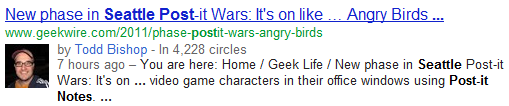 New phase in Seattle Post-it Wars: It's on like … Angry Birds ...
www.geekwire.com/2011/phase-postit-wars-angry-birds
by Todd Bishop - In 4,228 circles
7 hours ago – You are here: Home / Geek Life / New phase in Seattle Post-it
Wars: It's on ... video game characters in their office windows using Post-it
Notes. ...